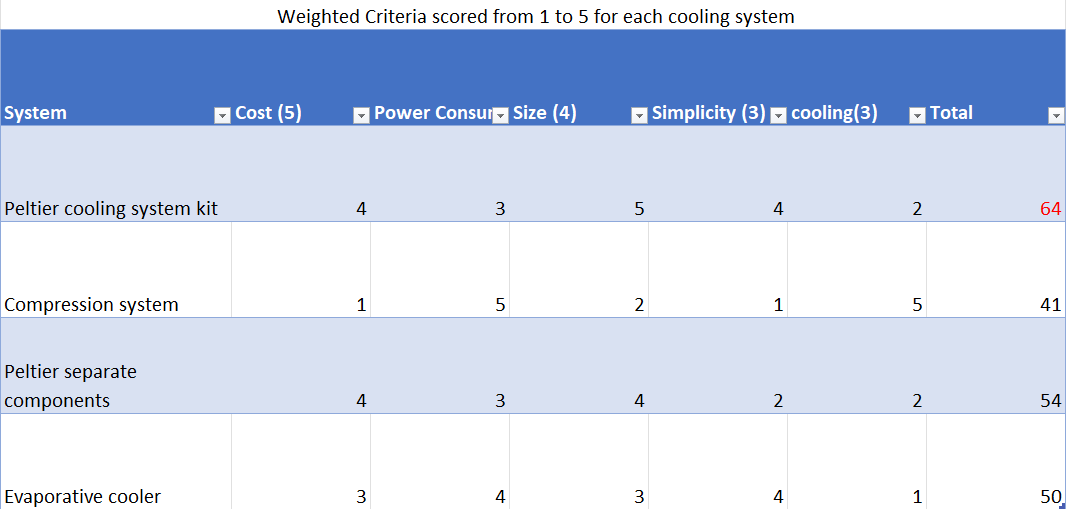 Weighted Criteria scored from 1 to 5 for each cooling system
System Cost (5) Power Consur Size (4) Simplicity (3) cooling(3) Total
Peltier cooling system kit 4 3 5 4 2 64
Compression system 1 5 2 1 5 41
Peltier separate
components 4 3 4 2 2 54
Evaporative cooler 3 4 3 4 1 50